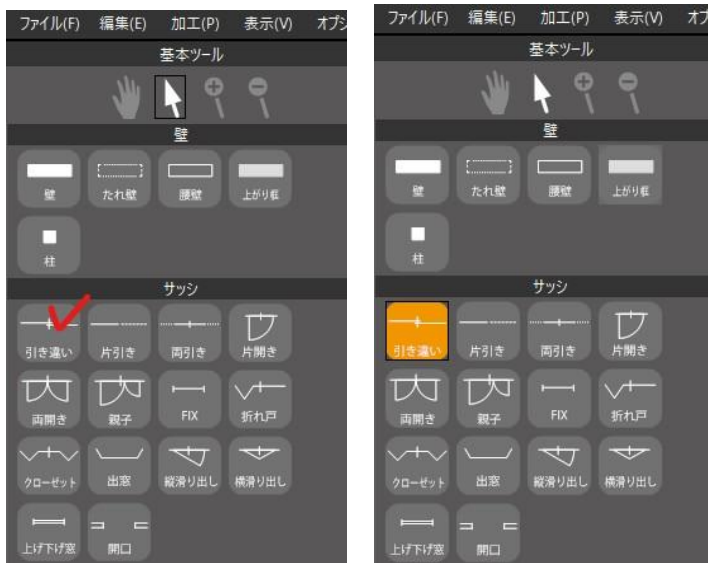 ファイル(F) 編集(E) 加工(P) 表示(V) オプシ
基本ツール
壁
壁 たれ壁 腰壁 上がり框
柱
サッシ
引き違い 片引き 両引き 片開き
両開き 親子 FIX 折れ戸
クローゼット 出窓 縦滑り出し 横滑り出し
上げ下げ窓 開口
ファイル(F) 編集(E) 加工(P) 表示(V) オプ
基本ツール
壁
壁 たれ壁 腰壁 上がり框
柱
サッシ
引き違い 片引き 両引き 片開き
両開き 親子 FIX 折れ戸
クローゼット 出窓 縦滑り出し 横滑り出し
上げ下げ窓 開口